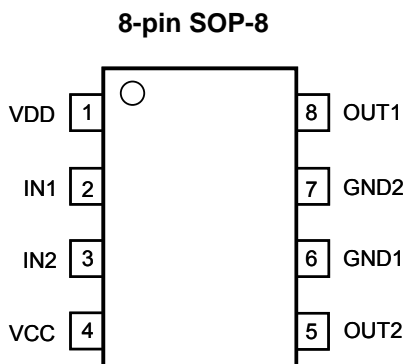 8-pin SOP-8
VDD 1 8 OUT1
IN1 2 7 GND2
IN2 3 6 GND1
VCC 4 5 OUT2